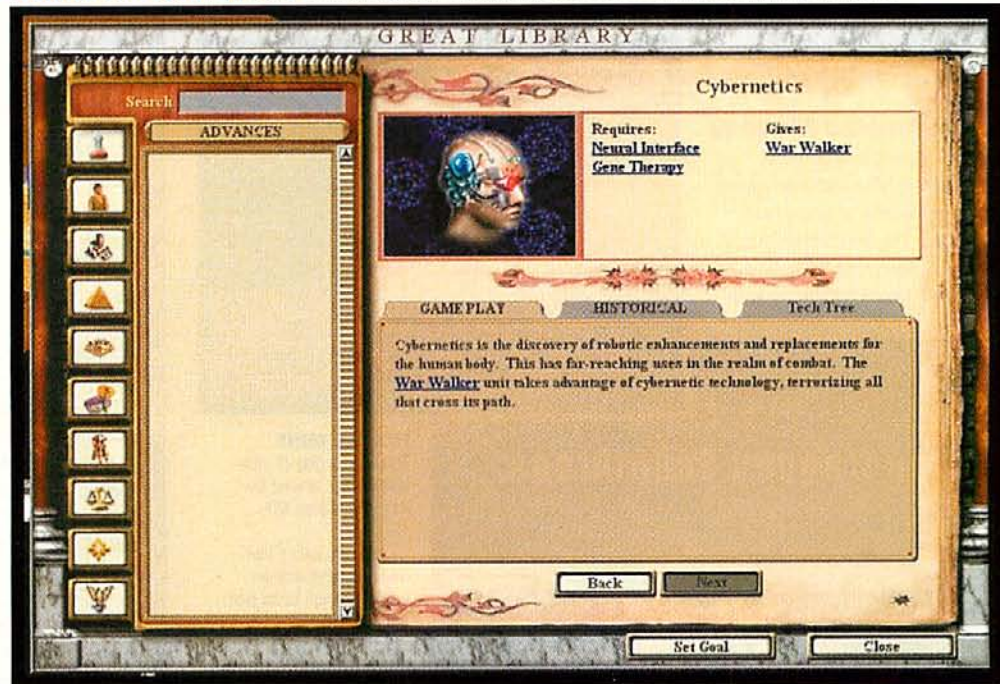 GREAT LIBRARY
Search
ADVANCES
Cybernetics
Requires:
Neural Interface
Gene Therapy
Gives:
War Walker
GAME PLAY
HISTORICAL
Tech Tree
Cybernetics is the discovery of robotic enhancements and replacements for
the human body. This has far-reaching uses in the realm of combat. The
War Walker unit takes advantage of cybernetic technology, terrorizing all
that cross its path.
Back
Next
Set Goal
Close